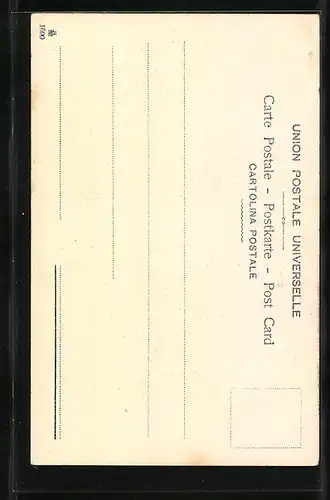 UNION POSTALE UNIVERSELLE
Carte Postale - Postkarte - Post Card
CARTOLINA POSTALE